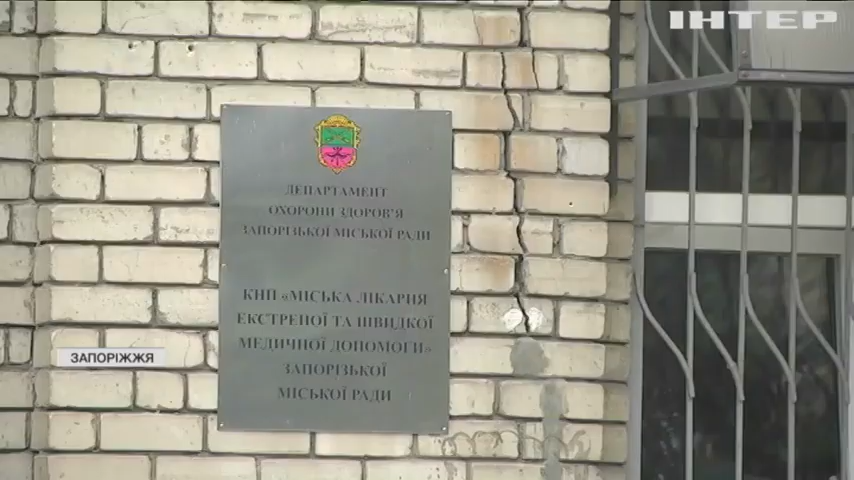 ІНТЕР
ДЕПАРТАМЕНТ
ОХОРОНИ ЗДОРОВ'Я
ЗАПОРІЗЬКОЇ МІСЬКОЇ РАДИ
КНП «МІСЬКА ЛІКАРНЯ
ЕКСТРЕНОЇ ТА ШВИДКОЇ
МЕДИЧНОЇ ДОПОМОГИ»
ЗАПОРІЗЬКОЇ
МІСЬКОЇ РАДИ
ЗАПОРІЖЖЯ